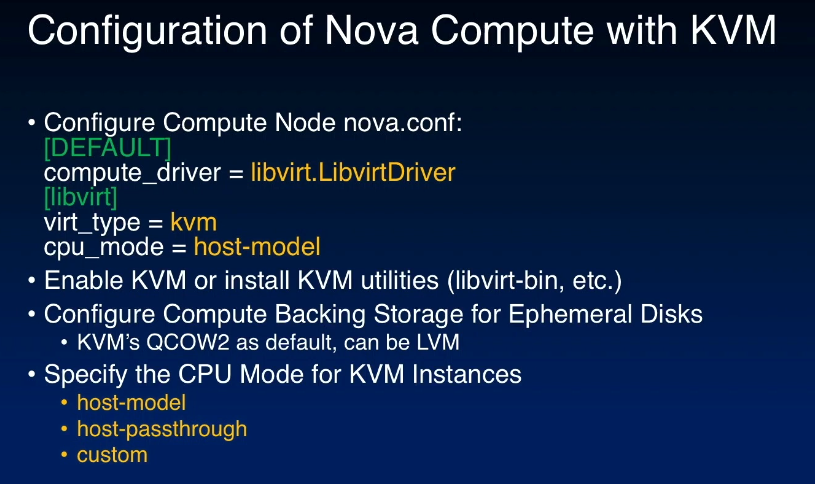 Configuration of Nova Compute with KVM
• Configure Compute Node nova.conf:
[DEFAULT]
compute_driver = libvirt.LibvirtDriver
[libvirt]
virt_type = kvm
cpu_mode = host-model
• Enable KVM or install KVM utilities (libvirt-bin, etc.)
• Configure Compute Backing Storage for Ephemeral Disks
• KVM's QCOW2 as default, can be LVM
• Specify the CPU Mode for KVM Instances
• host-model
• host-passthrough
• custom